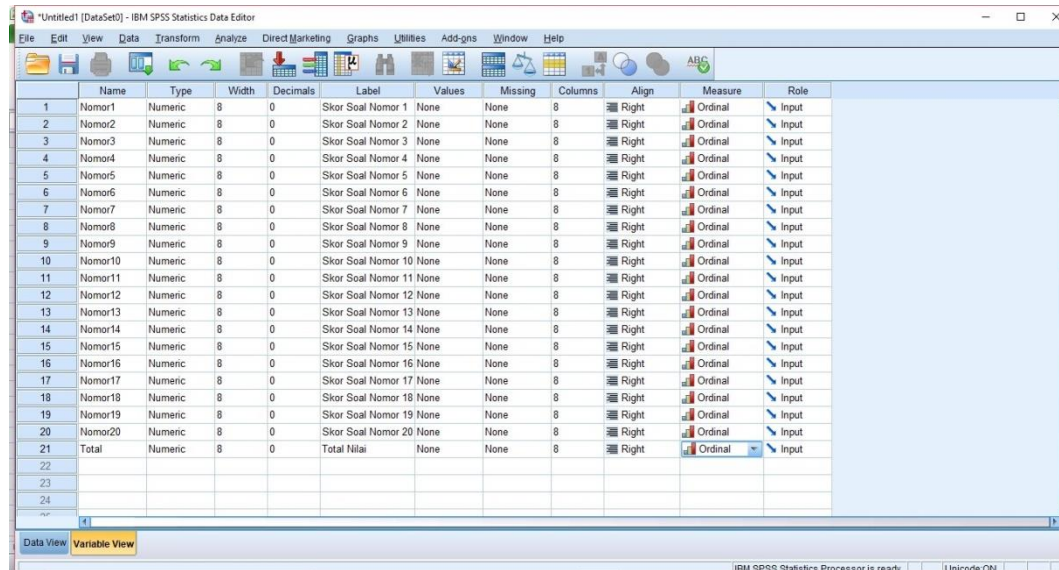 *Untitled1 [DataSet0] - IBM SPSS Statistics Data Editor
File Edit View Data Transform Analyze Direct Marketing Graphs Utilities Add-ons Window Help
Name Type Width Decimals Label Values Missing Columns Align Measure Role
1 Nomor1 Numeric 8 0 Skor Soal Nomor 1 None None 8 Right Ordinal Input
2 Nomor2 Numeric 8 0 Skor Soal Nomor 2 None None 8 Right Ordinal Input
3 Nomor3 Numeric 8 0 Skor Soal Nomor 3 None None 8 Right Ordinal Input
4 Nomor4 Numeric 8 0 Skor Soal Nomor 4 None None 8 Right Ordinal Input
5 Nomor5 Numeric 8 0 Skor Soal Nomor 5 None None 8 Right Ordinal Input
6 Nomor6 Numeric 8 0 Skor Soal Nomor 6 None None 8 Right Ordinal Input
7 Nomor7 Numeric 8 0 Skor Soal Nomor 7 None None 8 Right Ordinal Input
8 Nomor8 Numeric 8 0 Skor Soal Nomor 8 None None 8 Right Ordinal Input
9 Nomor9 Numeric 8 0 Skor Soal Nomor 9 None None 8 Right Ordinal Input
10 Nomor10 Numeric 8 0 Skor Soal Nomor 10 None None 8 Right Ordinal Input
11 Nomor11 Numeric 8 0 Skor Soal Nomor 11 None None 8 Right Ordinal Input
12 Nomor12 Numeric 8 0 Skor Soal Nomor 12 None None 8 Right Ordinal Input
13 Nomor13 Numeric 8 0 Skor Soal Nomor 13 None None 8 Right Ordinal Input
14 Nomor14 Numeric 8 0 Skor Soal Nomor 14 None None 8 Right Ordinal Input
15 Nomor15 Numeric 8 0 Skor Soal Nomor 15 None None 8 Right Ordinal Input
16 Nomor16 Numeric 8 0 Skor Soal Nomor 16 None None 8 Right Ordinal Input
17 Nomor17 Numeric 8 0 Skor Soal Nomor 17 None None 8 Right Ordinal Input
18 Nomor18 Numeric 8 0 Skor Soal Nomor 18 None None 8 Right Ordinal Input
19 Nomor19 Numeric 8 0 Skor Soal Nomor 19 None None 8 Right Ordinal Input
20 Nomor20 Numeric 8 0 Skor Soal Nomor 20 None None 8 Right Ordinal Input
21 Total Numeric 8 0 Total Nilai None None 8 Right Ordinal Input
22
23
24
Data View Variable View
IBM SPSS Statistics Processor is ready Unicode:ON